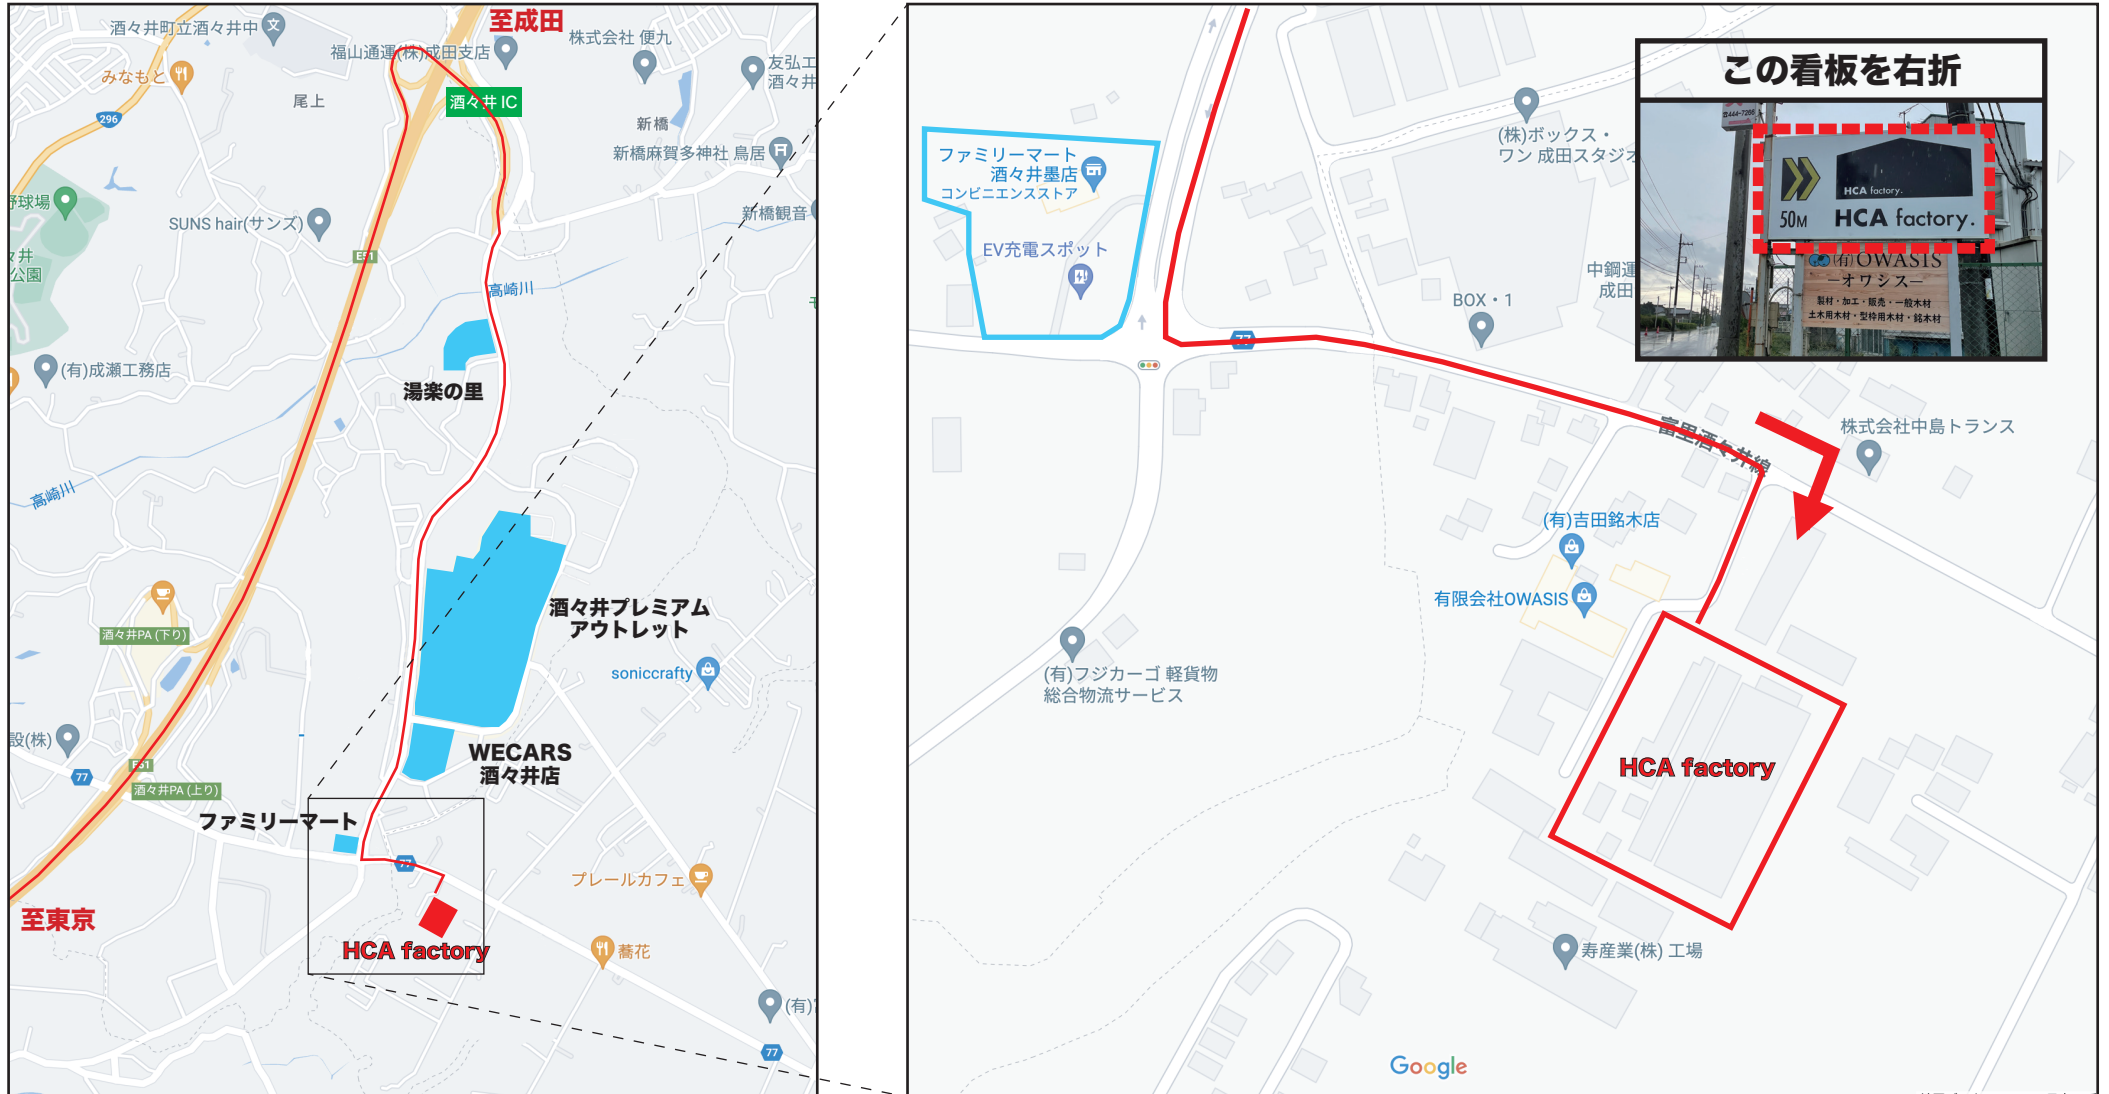 至成田
酒々井町立酒々井中
福山通運(株)成田支店
株式会社 便九
友弘工
酒々井
みなもと
尾上
酒々井 IC
296
新橋
新橋麻賀多神社 鳥居
野球場
SUNS hair(サンズ)
新橋観音
々井
公園
E51
高崎川
(有)成瀬工務店
湯楽の里
高崎川
酒々井プレミアム
アウトレット
酒々井PA (下り)
soniccrafty
設(株)
WECARS
酒々井店
E51
77
酒々井PA (上り)
ファミリーマート
77
プレールカフェ
至東京
HCA factory
蕎花
(有)
77
この看板を右折
444-7266
HCA factory.
50M
HCA factory.
(有)OWASIS
ーオワシスー
製材・加工・販売・一般木材
土木用木材・型枠用木材・銘木材
(株)ボックス・
ワン 成田スタジオ
ファミリーマート
酒々井墨店
コンビニエンスストア
EV充電スポット
中鋼運
成田
BOX・1
77
富里酒々井線
株式会社中島トランス
(有)吉田銘木店
有限会社OWASIS
(有)フジカーゴ 軽貨物
総合物流サービス
HCA factory
寿産業(株) 工場
Google